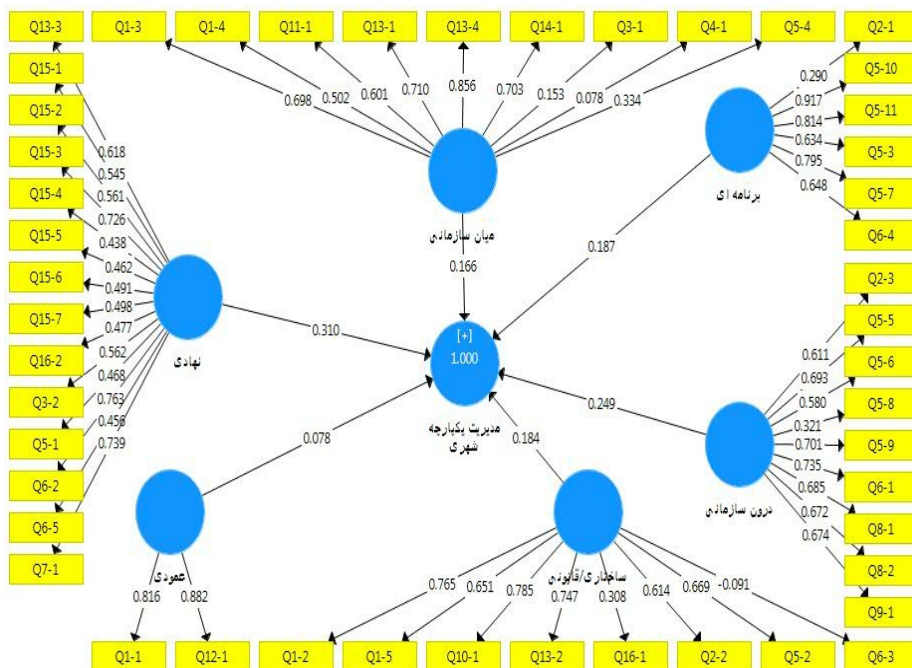 Q13-3 Q1-3 Q1-4 Q11-1 Q13-1 Q13-4 Q14-1 Q3-1 Q4-1 Q5-4 Q2-1
Q15-1
Q15-2
Q15-3
Q15-4
Q15-5
Q15-6
Q15-7
Q16-2
Q3-2
Q5-1
Q6-2
Q6-5
Q7-1
0.618
0.545
0.561
0.726
0.438
0.462
0.491
0.498
0.477
0.562
0.468
0.763
0.456
0.739
نهادی
0.310
0.698
0.502
0.601
0.710
0.856
0.703
0.153
0.078
0.334
میان سازمانی
0.166
0.290
0.917
0.814
0.634
0.795
0.648
Q5-10
Q5-11
Q5-3
Q5-7
Q6-4
برنامه ای
0.187
[+]
1.000
مدیریت یکپارچه
شهری
Q2-3
Q5-5
Q5-6
Q5-8
Q5-9
Q6-1
Q8-1
Q8-2
Q9-1
0.611
0.693
0.580
0.321
0.701
0.735
0.685
0.672
0.674
درون سازمانی
0.249
0.078
عمودی
0.816
0.882
0.184
ساختاری/قانونی
0.765
0.651
0.785
0.747
0.308
0.614
0.669
-0.091
Q1-1 Q12-1 Q1-2 Q1-5 Q10-1 Q13-2 Q16-1 Q2-2 Q5-2 Q6-3